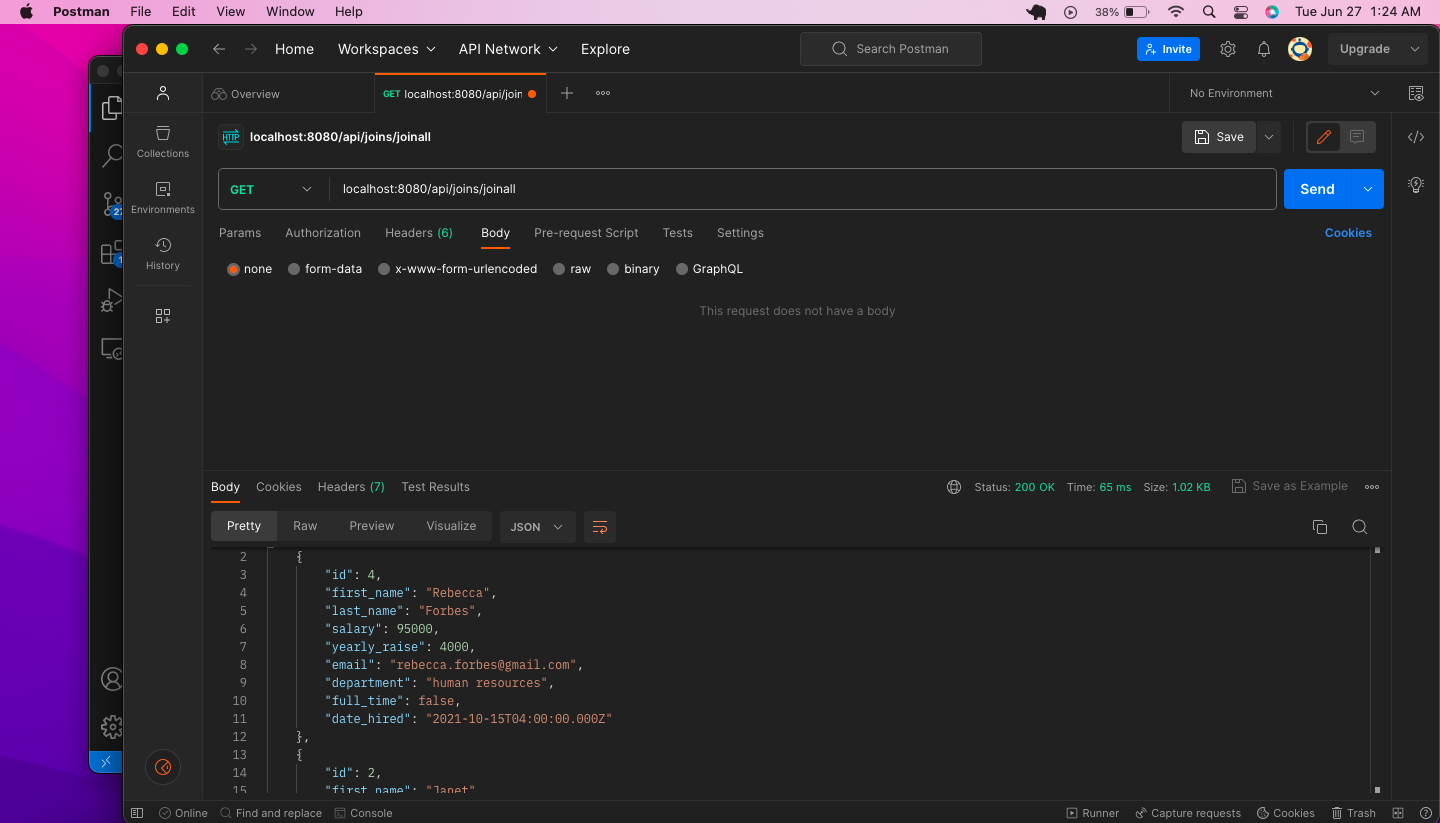 Postman File Edit View Window Help 38% Tue Jun 27 1:24 AM
Home Workspaces API Network Explore Search Postman Invite Upgrade
Overview GET localhost:8080/api/join No Environment
HTTP localhost:8080/api/joins/joinall Save
Collections
GET localhost:8080/api/joins/joinall Send
Environments
Params Authorization Headers (6) Body Pre-request Script Tests Settings Cookies
History
none form-data x-www-form-urlencoded raw binary GraphQL
This request does not have a body
Body Cookies Headers (7) Test Results Status: 200 OK Time: 65 ms Size: 1.02 KB Save as Example
Pretty Raw Preview Visualize JSON
2 {
3 "id": 4,
4 "first_name": "Rebecca",
5 "last_name": "Forbes",
6 "salary": 95000,
7 "yearly_raise": 4000,
8 "email": "rebecca.forbes@gmail.com",
9 "department": "human resources",
10 "full_time": false,
11 "date_hired": "2021-10-15T04:00:00.000Z"
12 },
13 {
14 "id": 2,
15 "first_name": "Janet"
Online Find and replace Console Runner Capture requests Cookies Trash